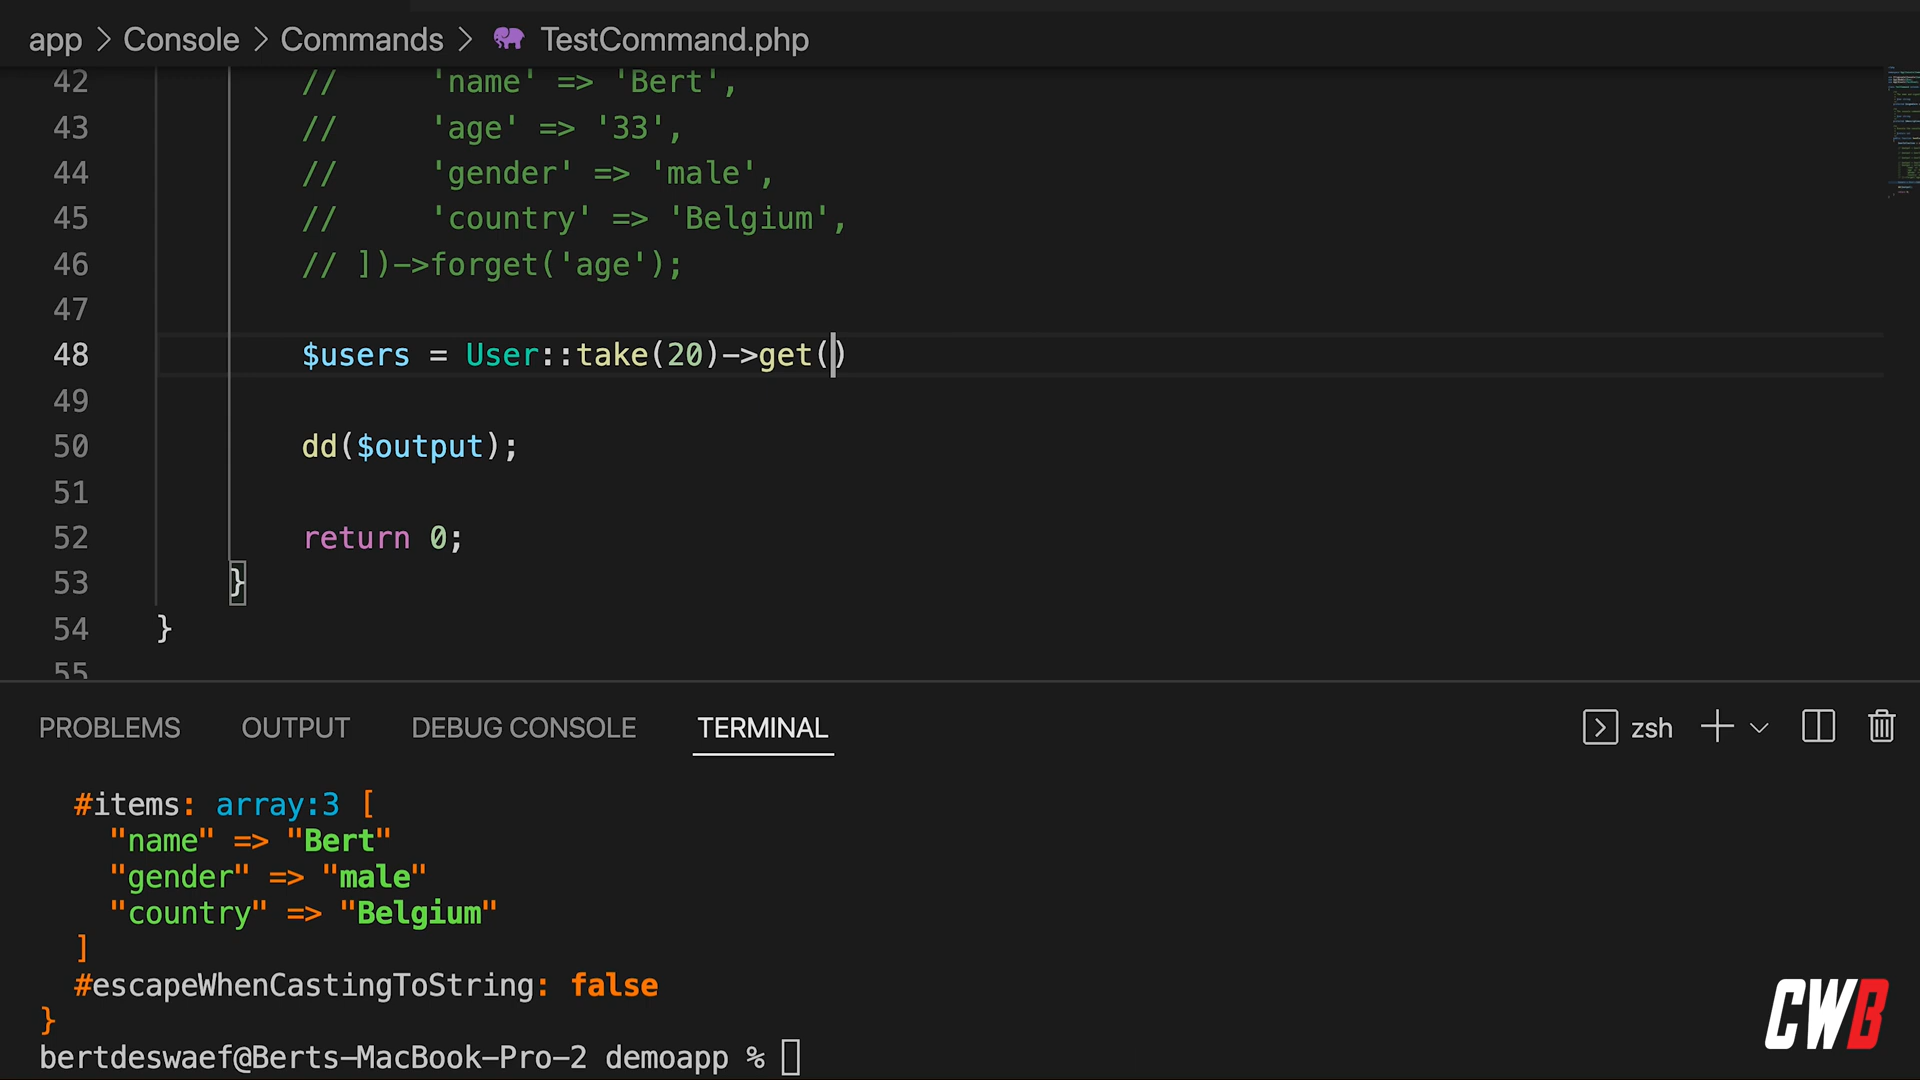 app > Console > Commands > TestCommand.php
42 // 'name' => 'Bert',
43 // 'age' => '33',
44 // 'gender' => 'male',
45 // 'country' => 'Belgium',
46 // ])->forget('age');
47
48 $users = User::take(20)->get()
49
50 dd($output);
51
52 return 0;
53 }
54 }
55
PROBLEMS OUTPUT DEBUG CONSOLE TERMINAL zsh
#items: array:3 [
"name" => "Bert"
"gender" => "male"
"country" => "Belgium"
]
#escapeWhenCastingToString: false
}
bertdeswaef@Berts-MacBook-Pro-2 demoapp %
CWB